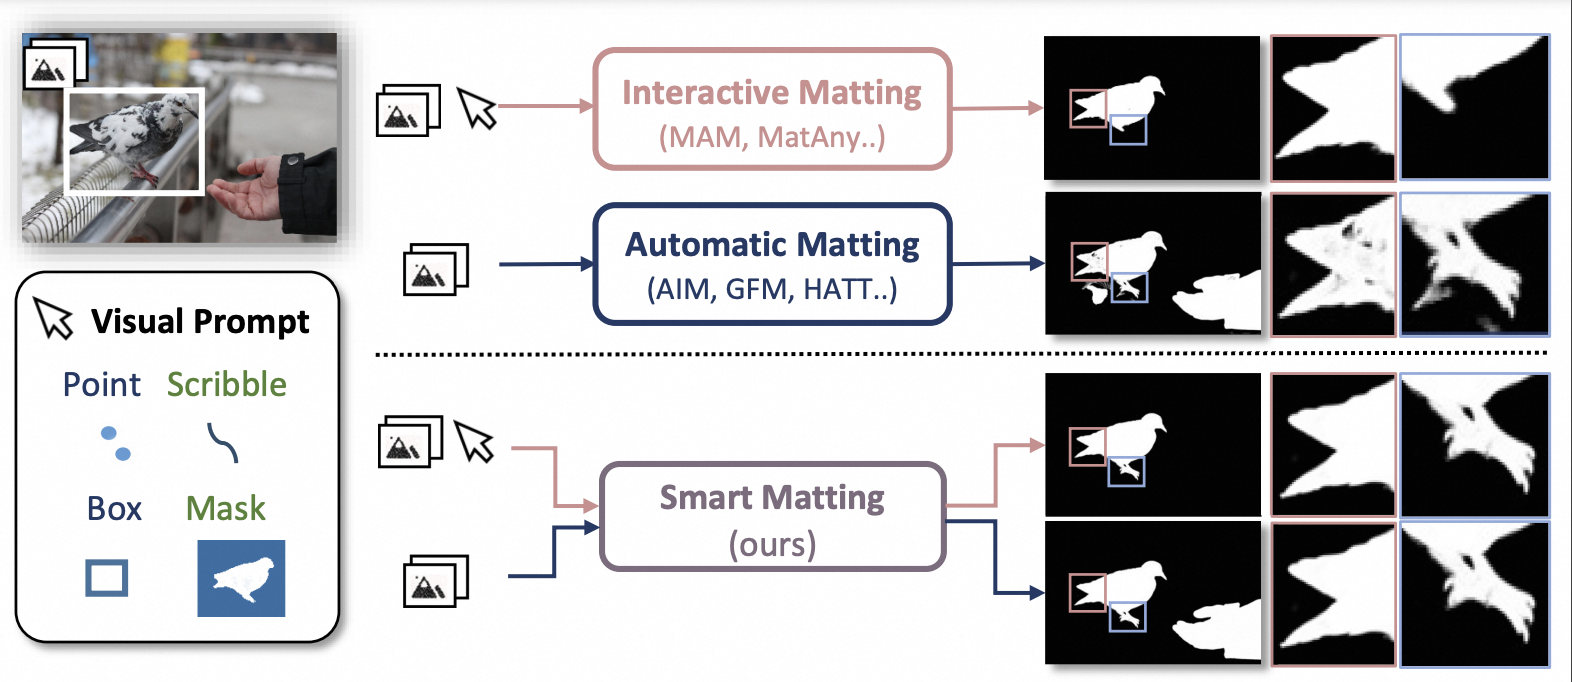 Visual Prompt
Point Scribble
Box Mask
Interactive Matting
(MAM, MatAny..)
Automatic Matting
(AIM, GFM, HATT..)
Smart Matting
(ours)